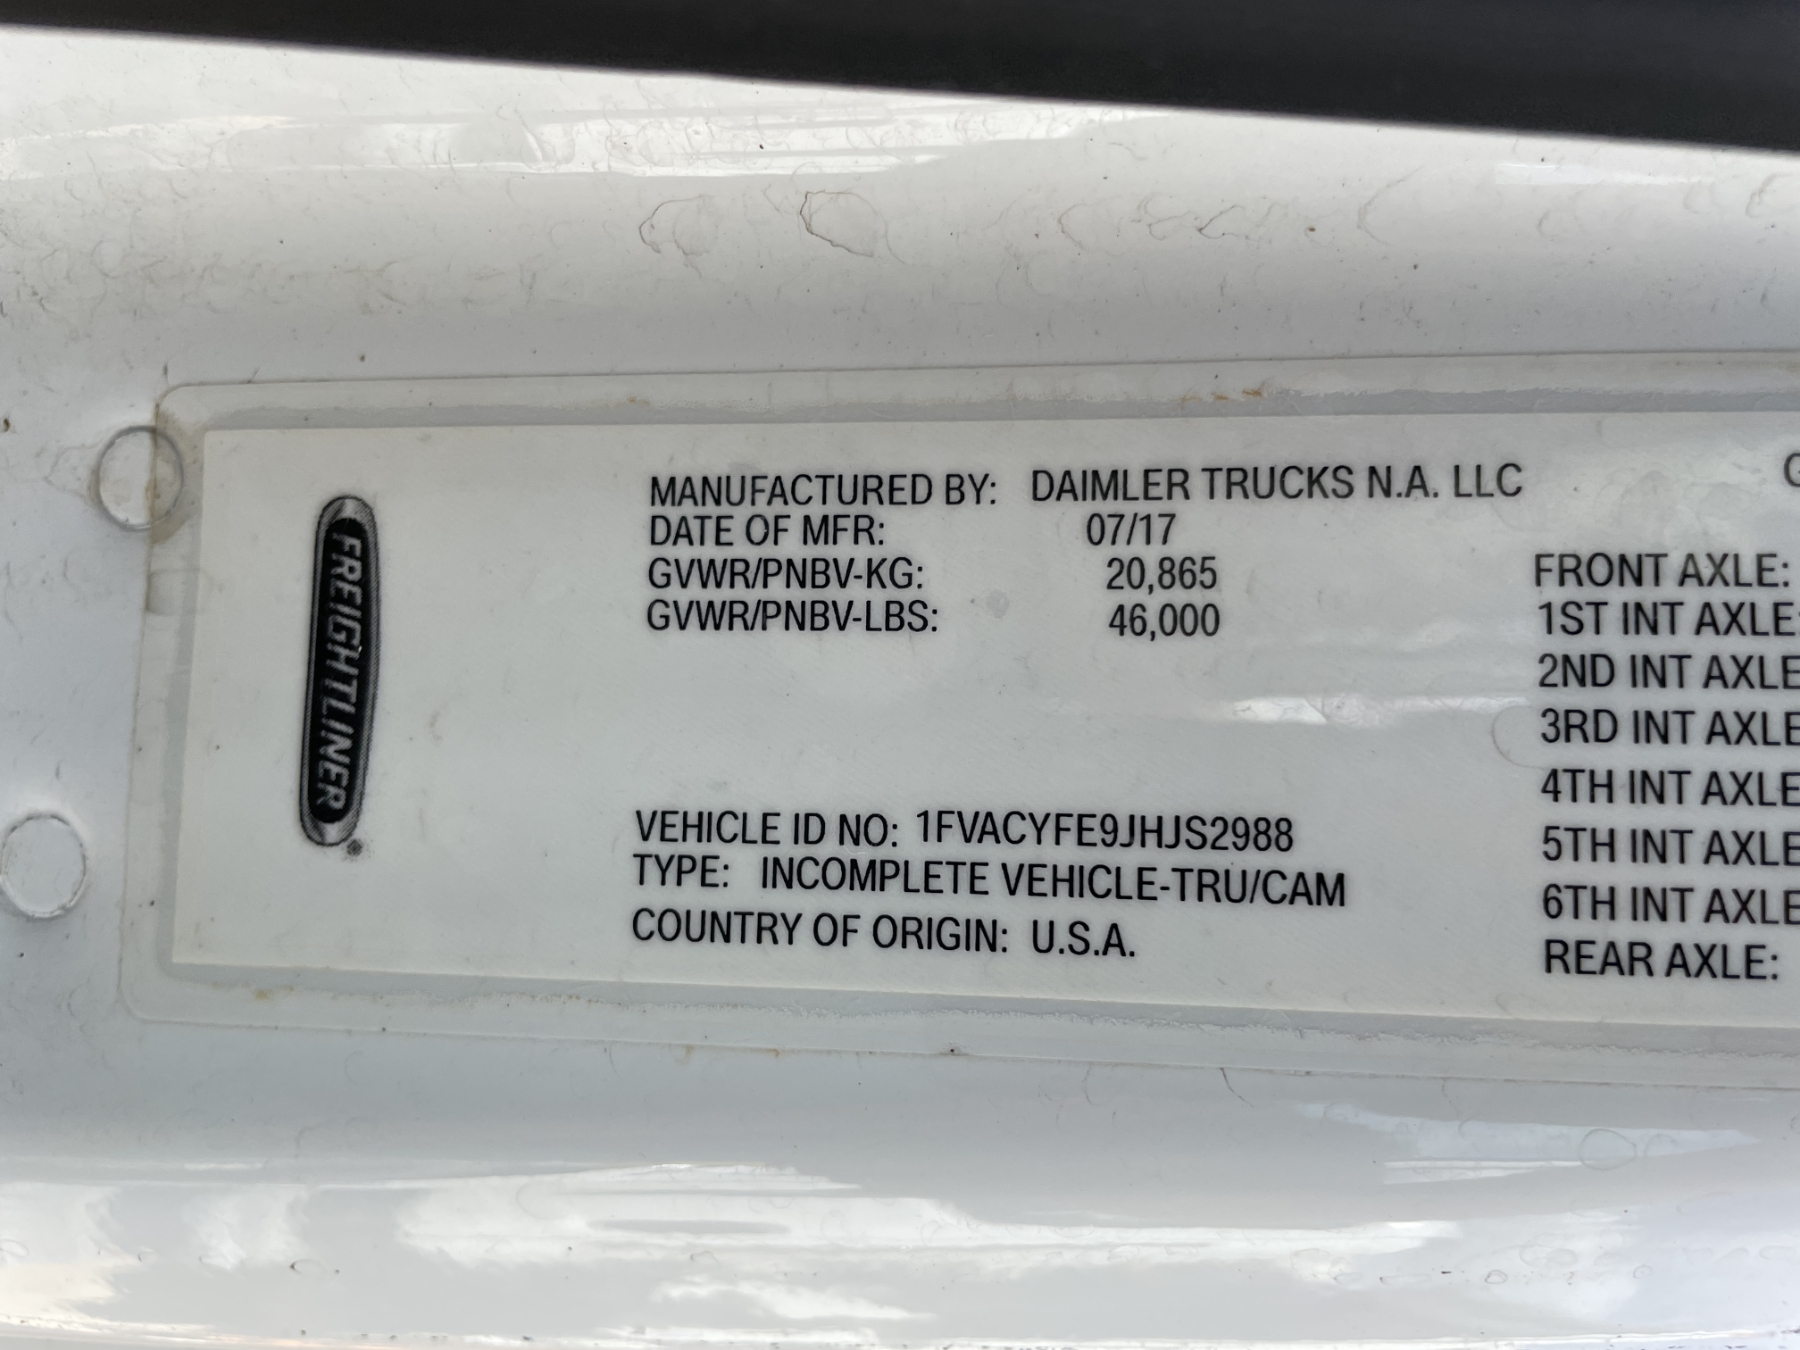 FREIGHTLINER
MANUFACTURED BY: DAIMLER TRUCKS N.A. LLC
DATE OF MFR: 07/17
GVWR/PNBV-KG: 20,865
GVWR/PNBV-LBS: 46,000
VEHICLE ID NO: 1FVACYFE9JHJS2988
TYPE: INCOMPLETE VEHICLE-TRU/CAM
COUNTRY OF ORIGIN: U.S.A.
G
FRONT AXLE:
1ST INT AXLE:
2ND INT AXLE
3RD INT AXLE
4TH INT AXLE
5TH INT AXLE
6TH INT AXLE
REAR AXLE: